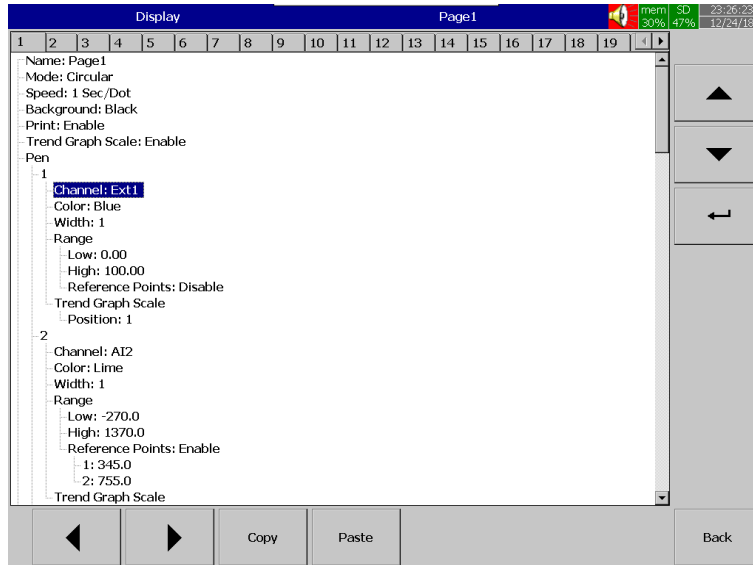 Display Page1 mem 30% SD 47% 23:26:23 12/24/18
1 2 3 4 5 6 7 8 9 10 11 12 13 14 15 16 17 18 19
Name: Page1
Mode: Circular
Speed: 1 Sec/Dot
Background: Black
Print: Enable
Trend Graph Scale: Enable
Pen
1
Channel: Ext1
Color: Blue
Width: 1
Range
Low: 0.00
High: 100.00
Reference Points: Disable
Trend Graph Scale
Position: 1
2
Channel: AI2
Color: Lime
Width: 1
Range
Low: -270.0
High: 1370.0
Reference Points: Enable
1: 345.0
2: 755.0
Trend Graph Scale
Copy Paste Back